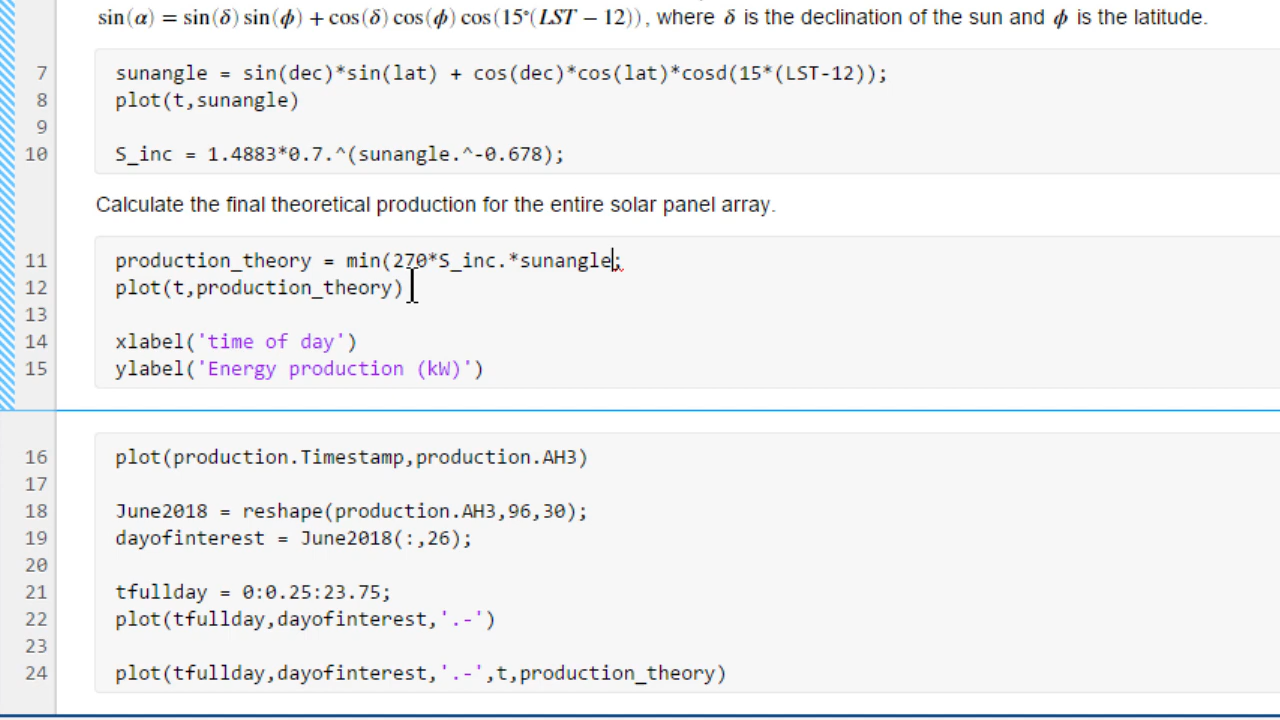 sin(α) = sin(δ) sin(ϕ) + cos(δ) cos(ϕ) cos(15°(LST − 12)), where δ is the declination of the sun and ϕ is the latitude.
7 sunangle = sin(dec)*sin(lat) + cos(dec)*cos(lat)*cosd(15*(LST-12));
8 plot(t,sunangle)
9
10 S_inc = 1.4883*0.7.^(sunangle.^-0.678);
Calculate the final theoretical production for the entire solar panel array.
11 production_theory = min(270*S_inc.*sunangle;
12 plot(t,production_theory)
13
14 xlabel('time of day')
15 ylabel('Energy production (kW)')
16 plot(production.Timestamp,production.AH3)
17
18 June2018 = reshape(production.AH3,96,30);
19 dayofinterest = June2018(:,26);
20
21 tfullday = 0:0.25:23.75;
22 plot(tfullday,dayofinterest,'.-')
23
24 plot(tfullday,dayofinterest,'.-',t,production_theory)